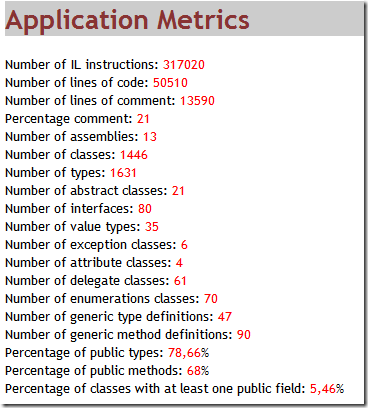 Application Metrics
Number of IL instructions: 317020
Number of lines of code: 50510
Number of lines of comment: 13590
Percentage comment: 21
Number of assemblies: 13
Number of classes: 1446
Number of types: 1631
Number of abstract classes: 21
Number of interfaces: 80
Number of value types: 35
Number of exception classes: 6
Number of attribute classes: 4
Number of delegate classes: 61
Number of enumerations classes: 70
Number of generic type definitions: 47
Number of generic method definitions: 90
Percentage of public types: 78,66%
Percentage of public methods: 68%
Percentage of classes with at least one public field: 5,46%